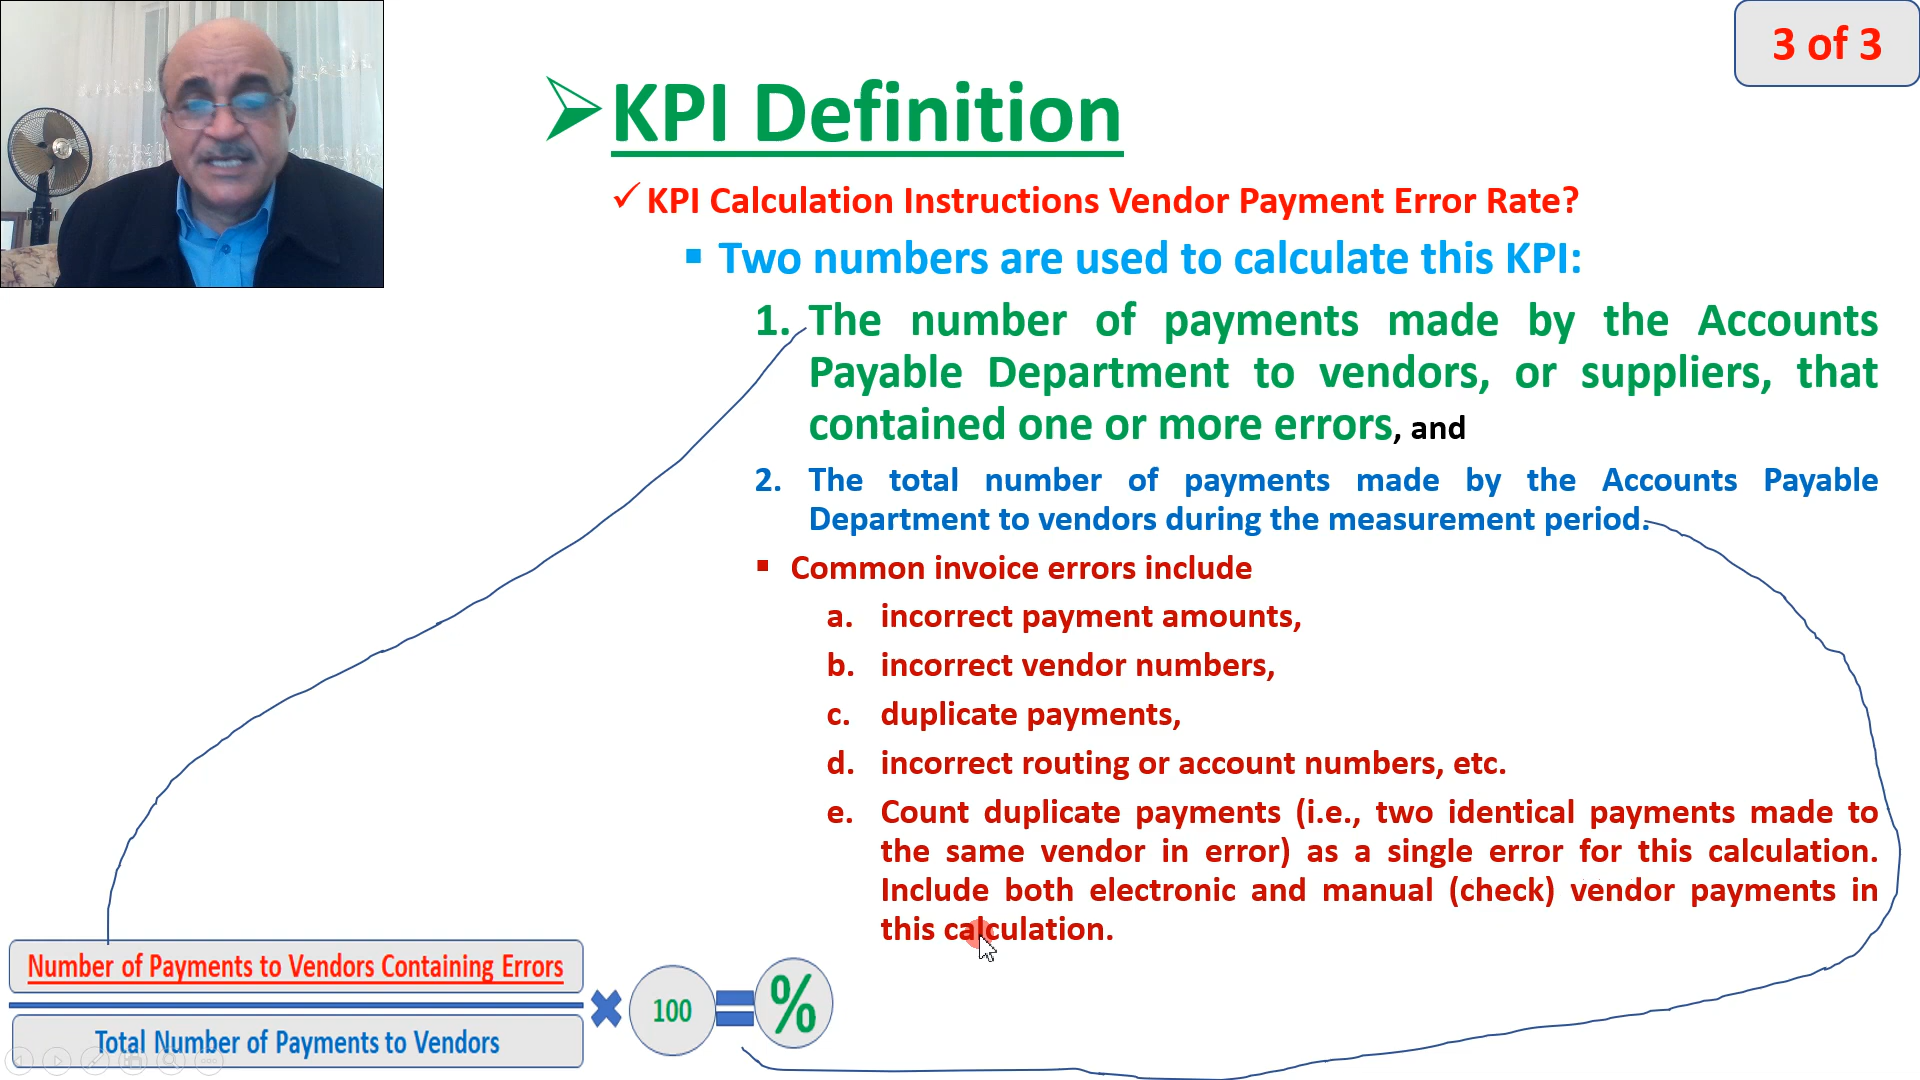 3 of 3
➢KPI Definition
✓ KPI Calculation Instructions Vendor Payment Error Rate?
▪ Two numbers are used to calculate this KPI:
1. The number of payments made by the Accounts
Payable Department to vendors, or suppliers, that
contained one or more errors, and
2. The total number of payments made by the Accounts Payable
Department to vendors during the measurement period.
▪ Common invoice errors include
a. incorrect payment amounts,
b. incorrect vendor numbers,
c. duplicate payments,
d. incorrect routing or account numbers, etc.
e. Count duplicate payments (i.e., two identical payments made to
the same vendor in error) as a single error for this calculation.
Include both electronic and manual (check) vendor payments in
this calculation.
Number of Payments to Vendors Containing Errors
Total Number of Payments to Vendors
× 100 = %